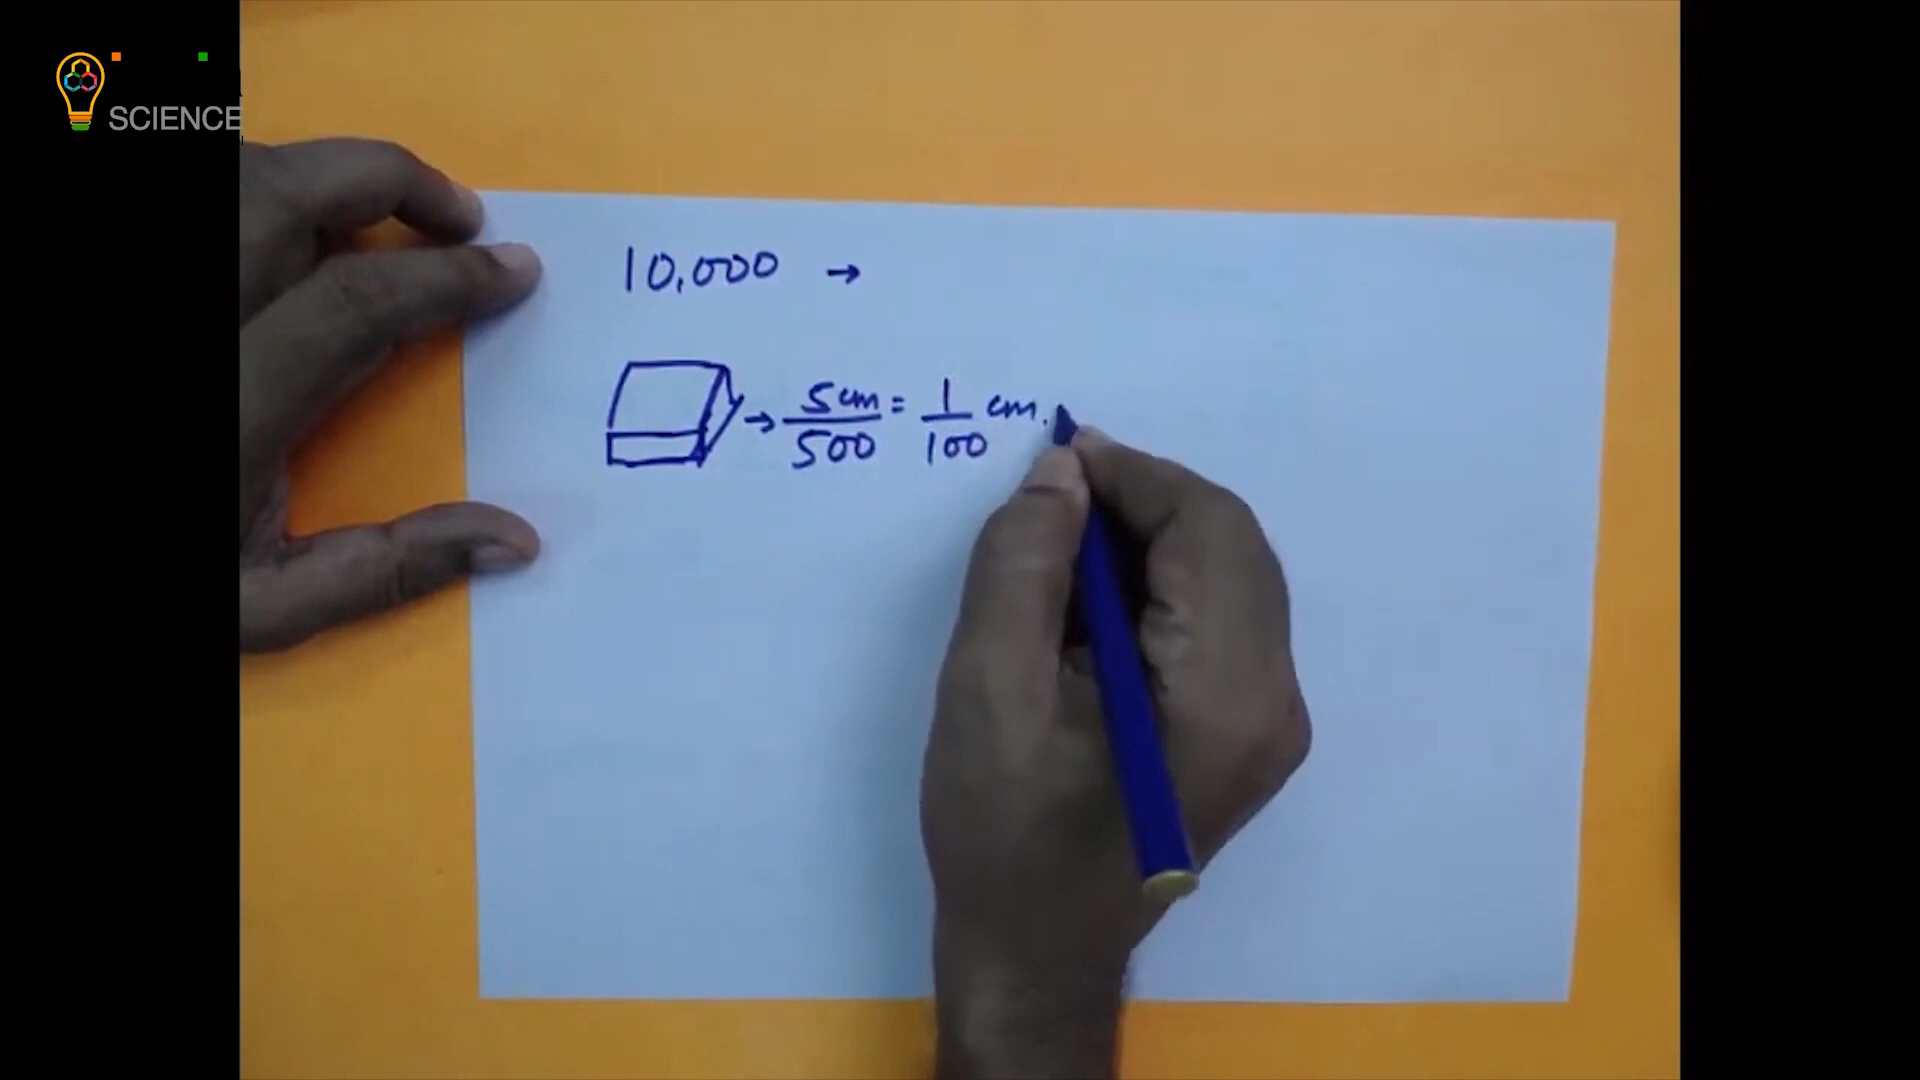 SCIENCE
10,000 →
→ 5cm/500 = 1/100 cm.